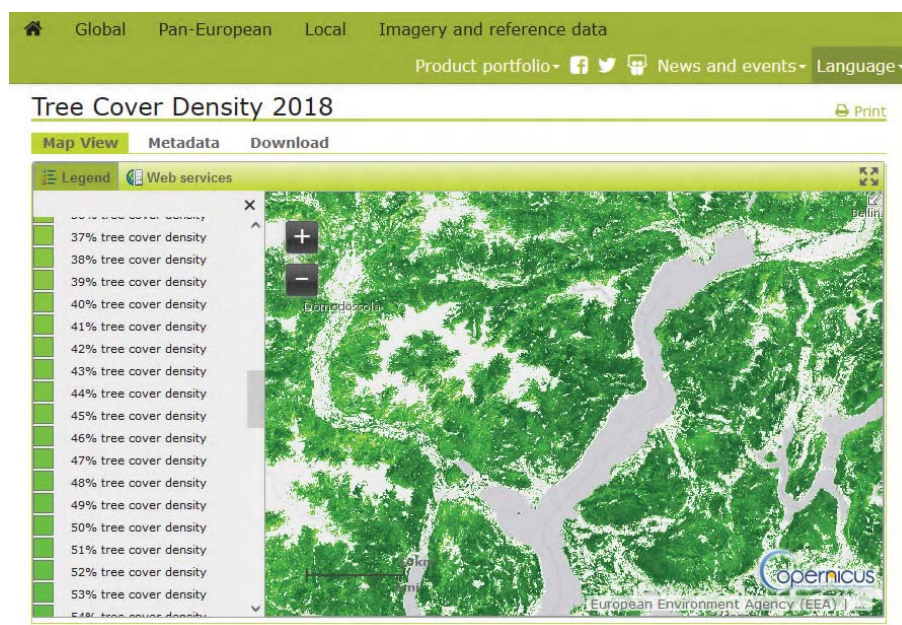 Global Pan-European Local Imagery and reference data
Product portfolio News and events Language
Tree Cover Density 2018
Print
Map View Metadata Download
Legend Web services
37% tree cover density
38% tree cover density
39% tree cover density
40% tree cover density
41% tree cover density
42% tree cover density
43% tree cover density
44% tree cover density
45% tree cover density
46% tree cover density
47% tree cover density
48% tree cover density
49% tree cover density
50% tree cover density
51% tree cover density
52% tree cover density
53% tree cover density
54% tree cover density
+
−
Domodossola
Bellin
opernicus
European Environment Agency (EEA) | ...